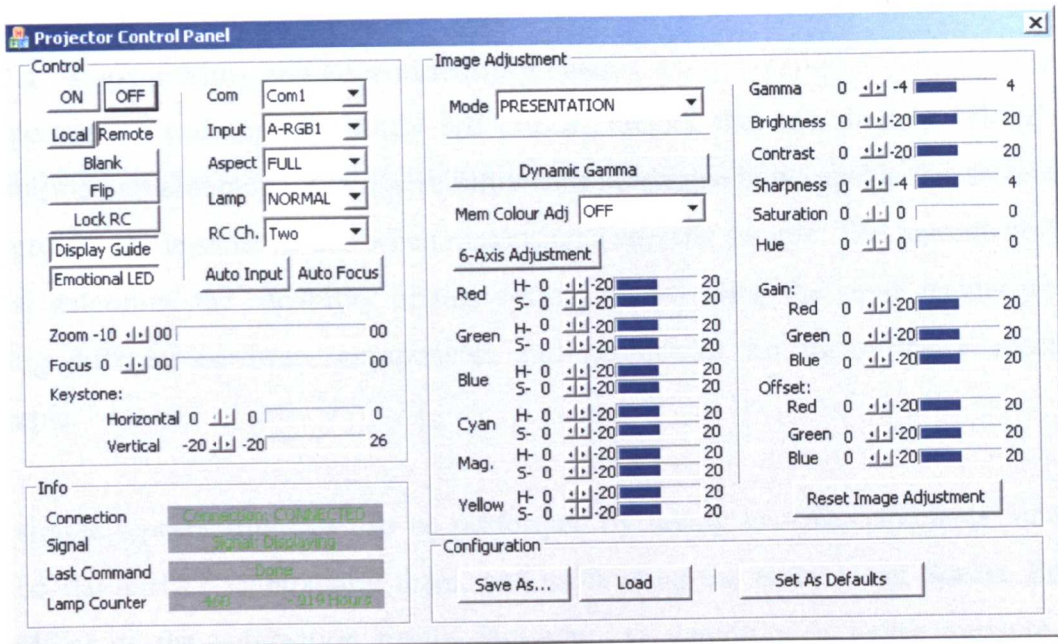 Projector Control Panel
Control
ON OFF
Local Remote
Blank
Flip
Lock RC
Display Guide
Emotional LED
Com Com1
Input A-RGB1
Aspect FULL
Lamp NORMAL
RC Ch. Two
Auto Input Auto Focus
Zoom -10 00 00
Focus 0 00 00
Keystone:
Horizontal 0 0 0
Vertical -20 -20 26
Info
Connection Connection: CONNECTED
Signal Signal: Displaying
Last Command Done
Lamp Counter 460 - 919 Hours
Image Adjustment
Mode PRESENTATION
Dynamic Gamma
Mem Colour Adj OFF
6-Axis Adjustment
Red H- 0 -20 20
S- 0 -20 20
Green H- 0 -20 20
S- 0 -20 20
Blue H- 0 -20 20
S- 0 -20 20
Cyan H- 0 -20 20
S- 0 -20 20
Mag. H- 0 -20 20
S- 0 -20 20
Yellow H- 0 -20 20
S- 0 -20 20
Gamma 0 -4 4
Brightness 0 -20 20
Contrast 0 -20 20
Sharpness 0 -4 4
Saturation 0 0 0
Hue 0 0 0
Gain:
Red 0 -20 20
Green 0 -20 20
Blue 0 -20 20
Offset:
Red 0 -20 20
Green 0 -20 20
Blue 0 -20 20
Reset Image Adjustment
Configuration
Save As... Load Set As Defaults